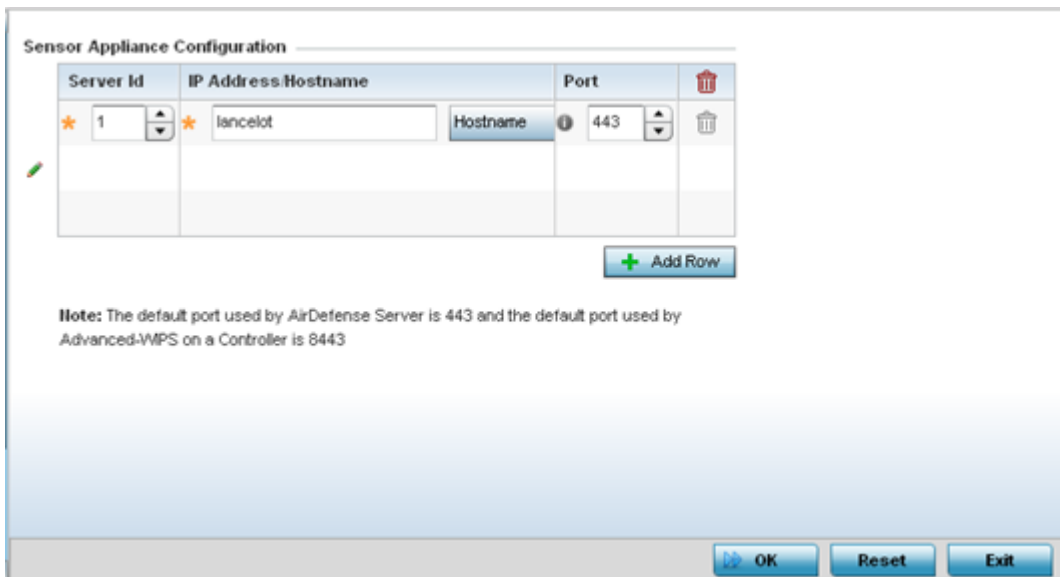 Sensor Appliance Configuration
Server Id IP Address/Hostname Port
1 lancelot Hostname 443
Add Row
Note: The default port used by AirDefense Server is 443 and the default port used by
Advanced-WIPS on a Controller is 8443
OK Reset Exit